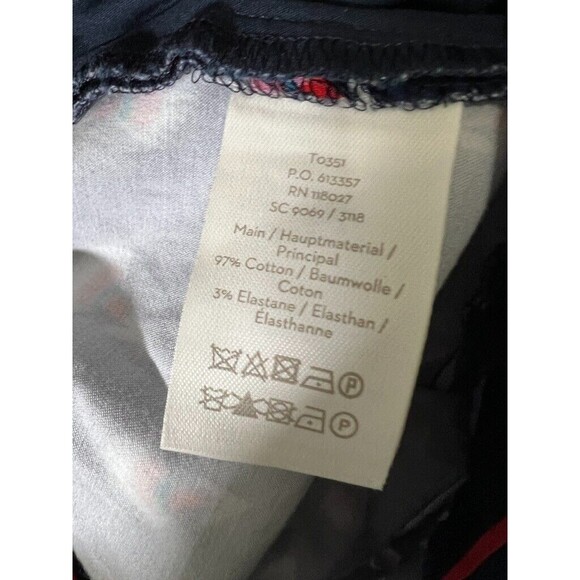 T0351
P.O. 613357
RN 118027
SC 9069 / 3118
Main / Hauptmaterial /
Principal
97% Cotton / Baumwolle /
Coton
3% Elastane / Elasthan /
Élasthanne
P
P